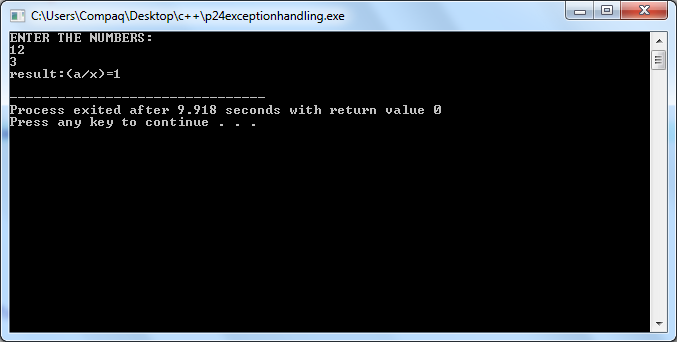 C:\Users\Compaq\Desktop\c++\p24exceptionhandling.exe
ENTER THE NUMBERS:
12
3
result:(a/x)=1
--------------------------------
Process exited after 9.918 seconds with return value 0
Press any key to continue . . .